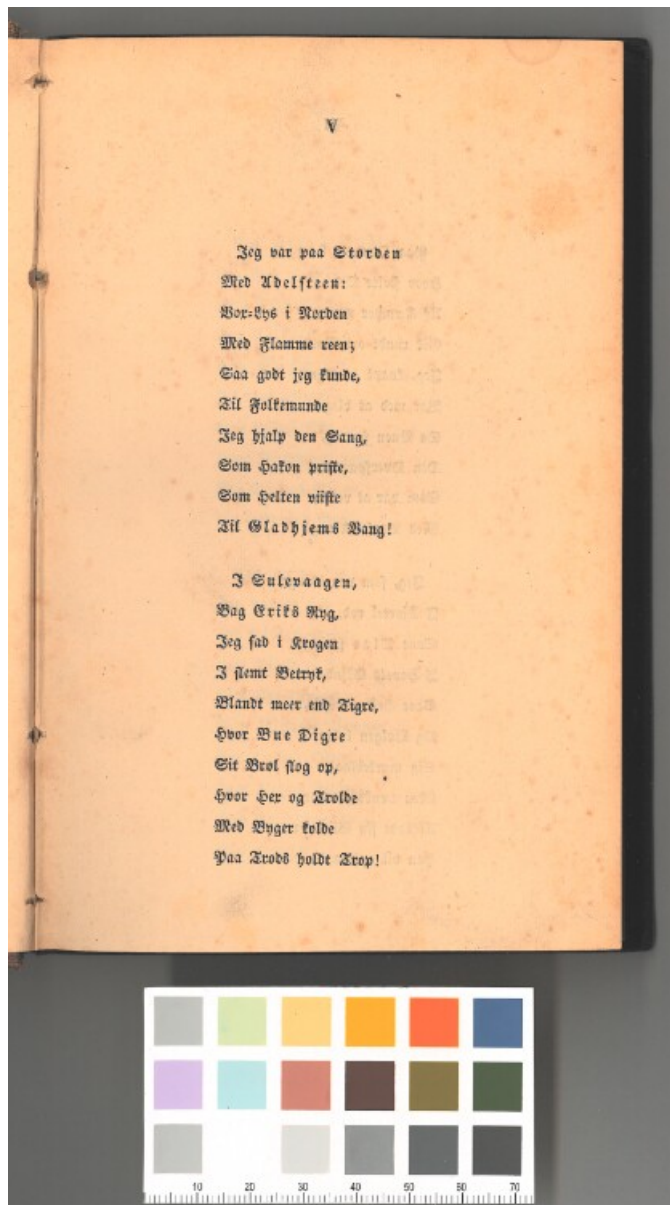 V
Jeg var paa Storden
Med Adelsteen:
Vox-Lys i Norden
Med Flamme reen;
Saa godt jeg kunde,
Til Folkemunde
Jeg hjalp den Sang,
Som Hakon priste,
Som Helten viiste
Til Gladhjems Vang!
I Sulevaagen,
Bag Eriks Ryg,
Jeg sad i Krogen
I slemt Betryk,
Blandt meer end Tigre,
Hvor Bue Digre
Sit Brøl slog op,
Hvor Hex og Trolde
Med Byger kolde
Paa Trods holdt Trop!
10 20 30 40 50 60 70